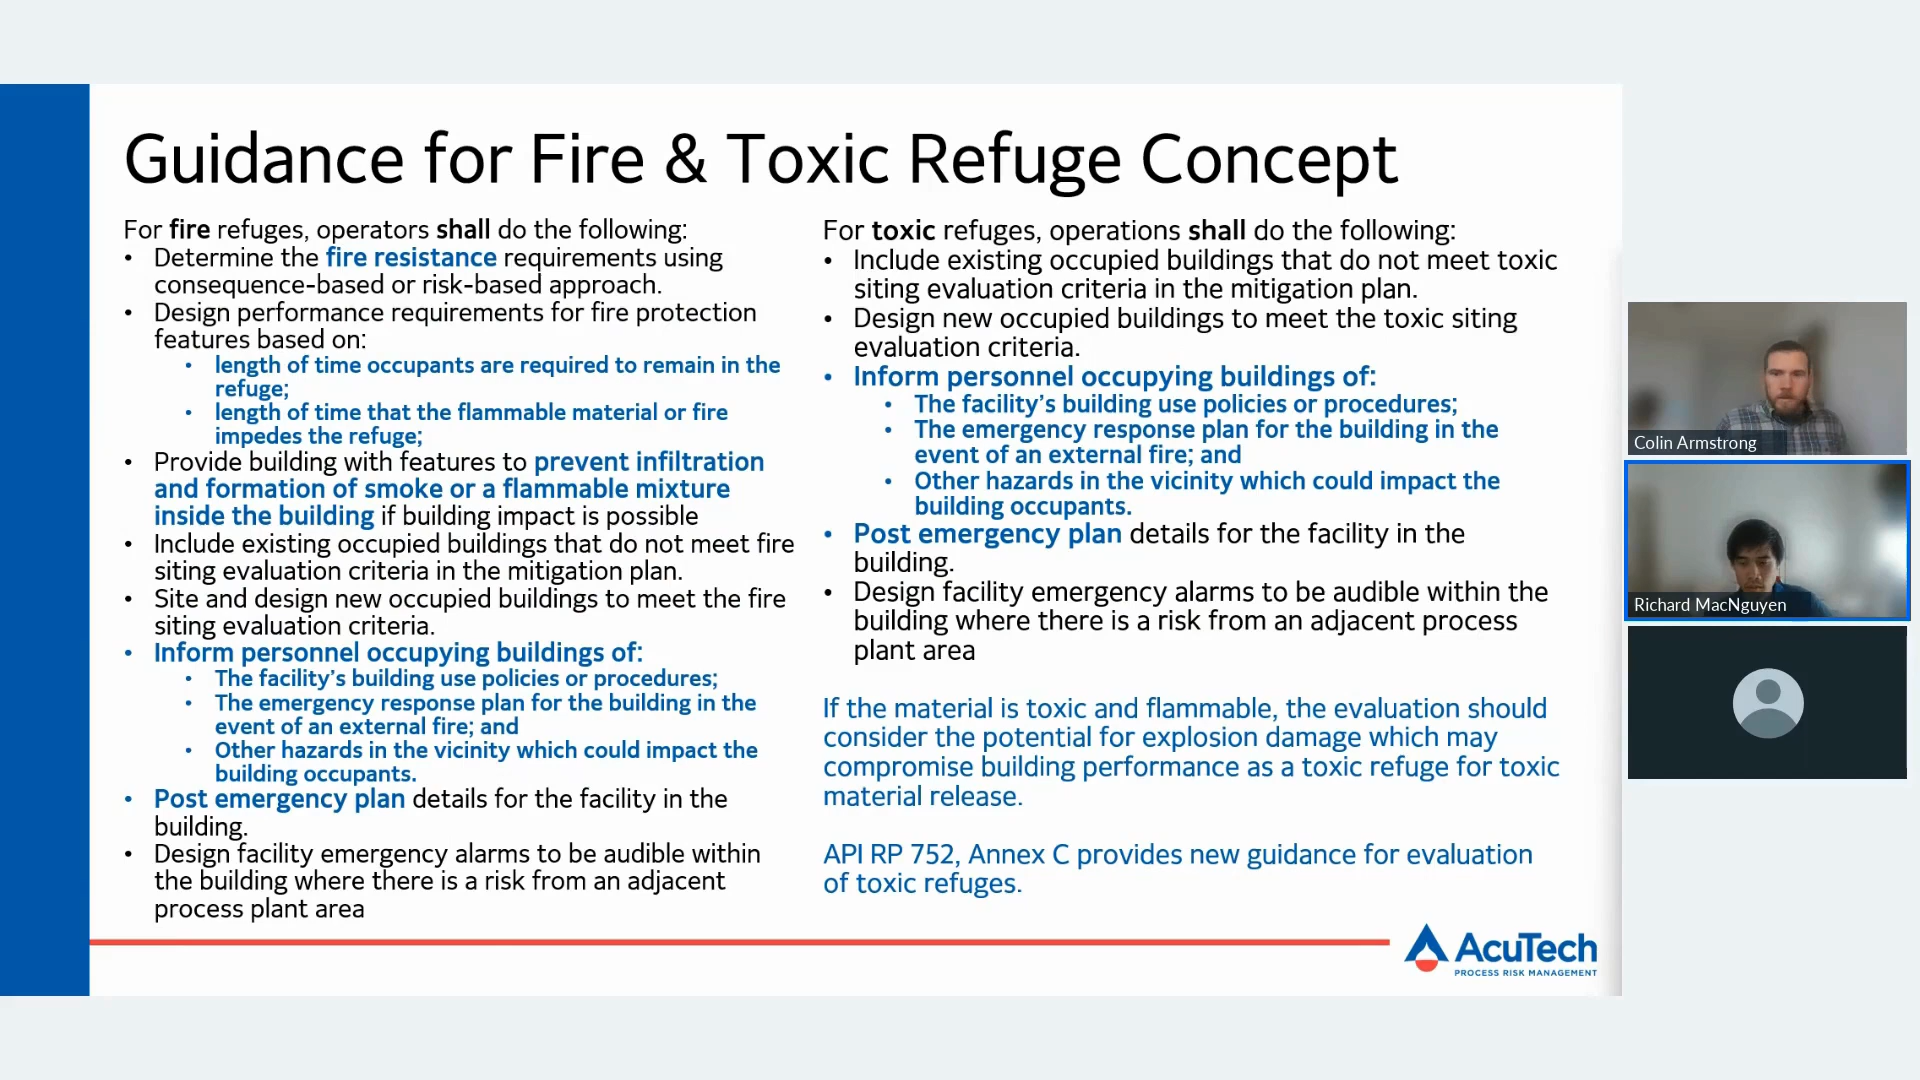 Guidance for Fire & Toxic Refuge Concept
For fire refuges, operators shall do the following:
• Determine the fire resistance requirements using
consequence-based or risk-based approach.
• Design performance requirements for fire protection
features based on:
• length of time occupants are required to remain in the
refuge;
• length of time that the flammable material or fire
impedes the refuge;
• Provide building with features to prevent infiltration
and formation of smoke or a flammable mixture
inside the building if building impact is possible
• Include existing occupied buildings that do not meet fire
siting evaluation criteria in the mitigation plan.
• Site and design new occupied buildings to meet the fire
siting evaluation criteria.
• Inform personnel occupying buildings of:
• The facility's building use policies or procedures;
• The emergency response plan for the building in the
event of an external fire; and
• Other hazards in the vicinity which could impact the
building occupants.
• Post emergency plan details for the facility in the
building.
• Design facility emergency alarms to be audible within
the building where there is a risk from an adjacent
process plant area
For toxic refuges, operations shall do the following:
• Include existing occupied buildings that do not meet toxic
siting evaluation criteria in the mitigation plan.
• Design new occupied buildings to meet the toxic siting
evaluation criteria.
• Inform personnel occupying buildings of:
• The facility's building use policies or procedures;
• The emergency response plan for the building in the
event of an external fire; and
• Other hazards in the vicinity which could impact the
building occupants.
• Post emergency plan details for the facility in the
building.
• Design facility emergency alarms to be audible within the
building where there is a risk from an adjacent process
plant area
If the material is toxic and flammable, the evaluation should
consider the potential for explosion damage which may
compromise building performance as a toxic refuge for toxic
material release.
API RP 752, Annex C provides new guidance for evaluation
of toxic refuges.
AcuTech
PROCESS RISK MANAGEMENT
Colin Armstrong
Richard MacNguyen